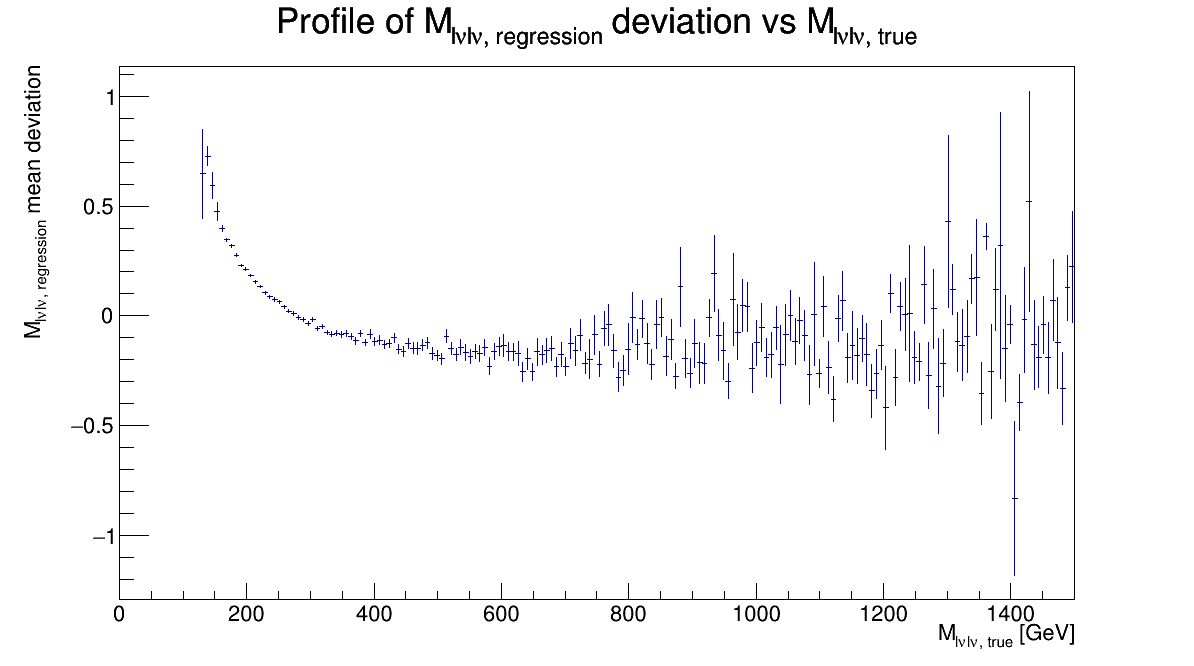 Profile of M_lνlν, regression deviation vs M_lνlν, true
M_lνlν, regression mean deviation
1
0.5
0
−0.5
−1
0 200 400 600 800 1000 1200 1400
M_lνlν, true [GeV]